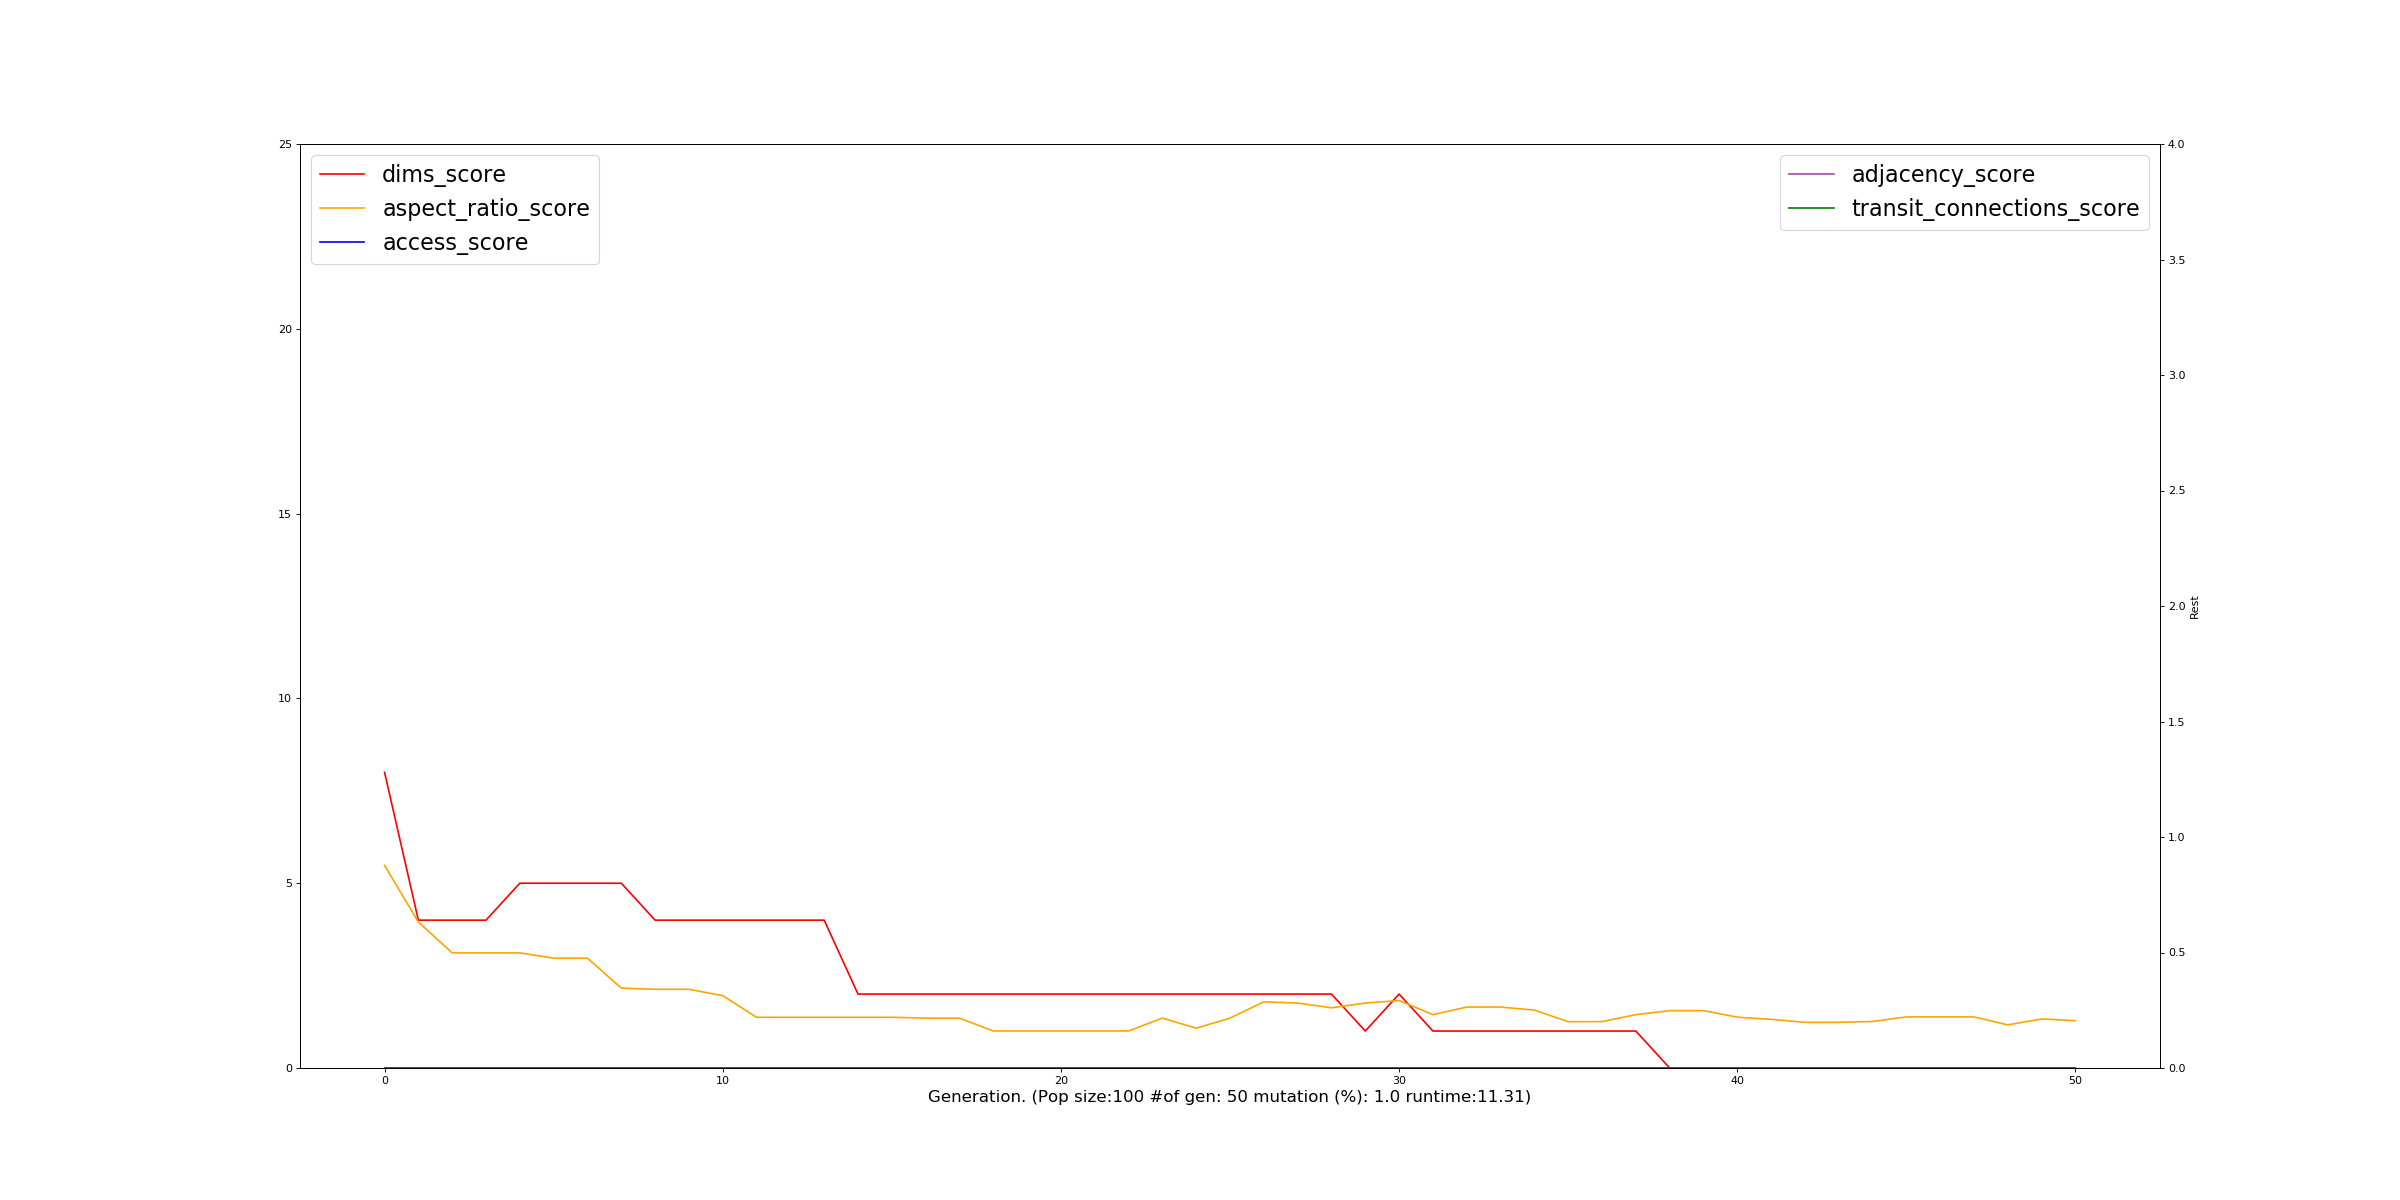 dims_score
aspect_ratio_score
access_score
adjacency_score
transit_connections_score
25
20
15
10
5
0
4.0
3.5
3.0
2.5
2.0
1.5
1.0
0.5
0.0
Rest
0 10 20 30 40 50
Generation. (Pop size:100 #of gen: 50 mutation (%): 1.0 runtime:11.31)